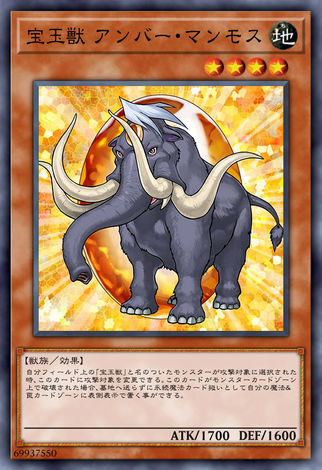 宝玉獣 アンバー・マンモス
地
【獣族/効果】
自分フィールド上の「宝玉獣」と名のついたモンスターが攻撃対象に選択された
時、このカードに攻撃対象を変更できる。このカードがモンスターカードゾーン
上で破壊された場合、墓地へ送らずに永続魔法カード扱いとして自分の魔法&
罠カードゾーンに表側表示で置く事ができる。
ATK/1700 DEF/1600
69937550